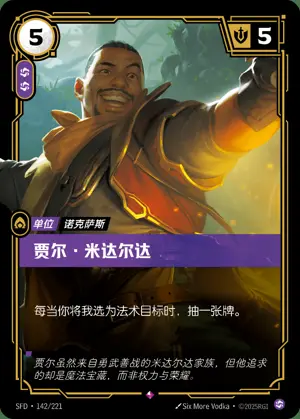 5
5
单位 诺克萨斯
贾尔·米达尔达
每当你将我选为法术目标时，抽一张牌。
贾尔虽然来自勇武善战的米达尔达家族，但他追
求的却是魔法宝藏，而非权力与荣耀。
SFD • 142/221
Six More Vodka
©2025RGI